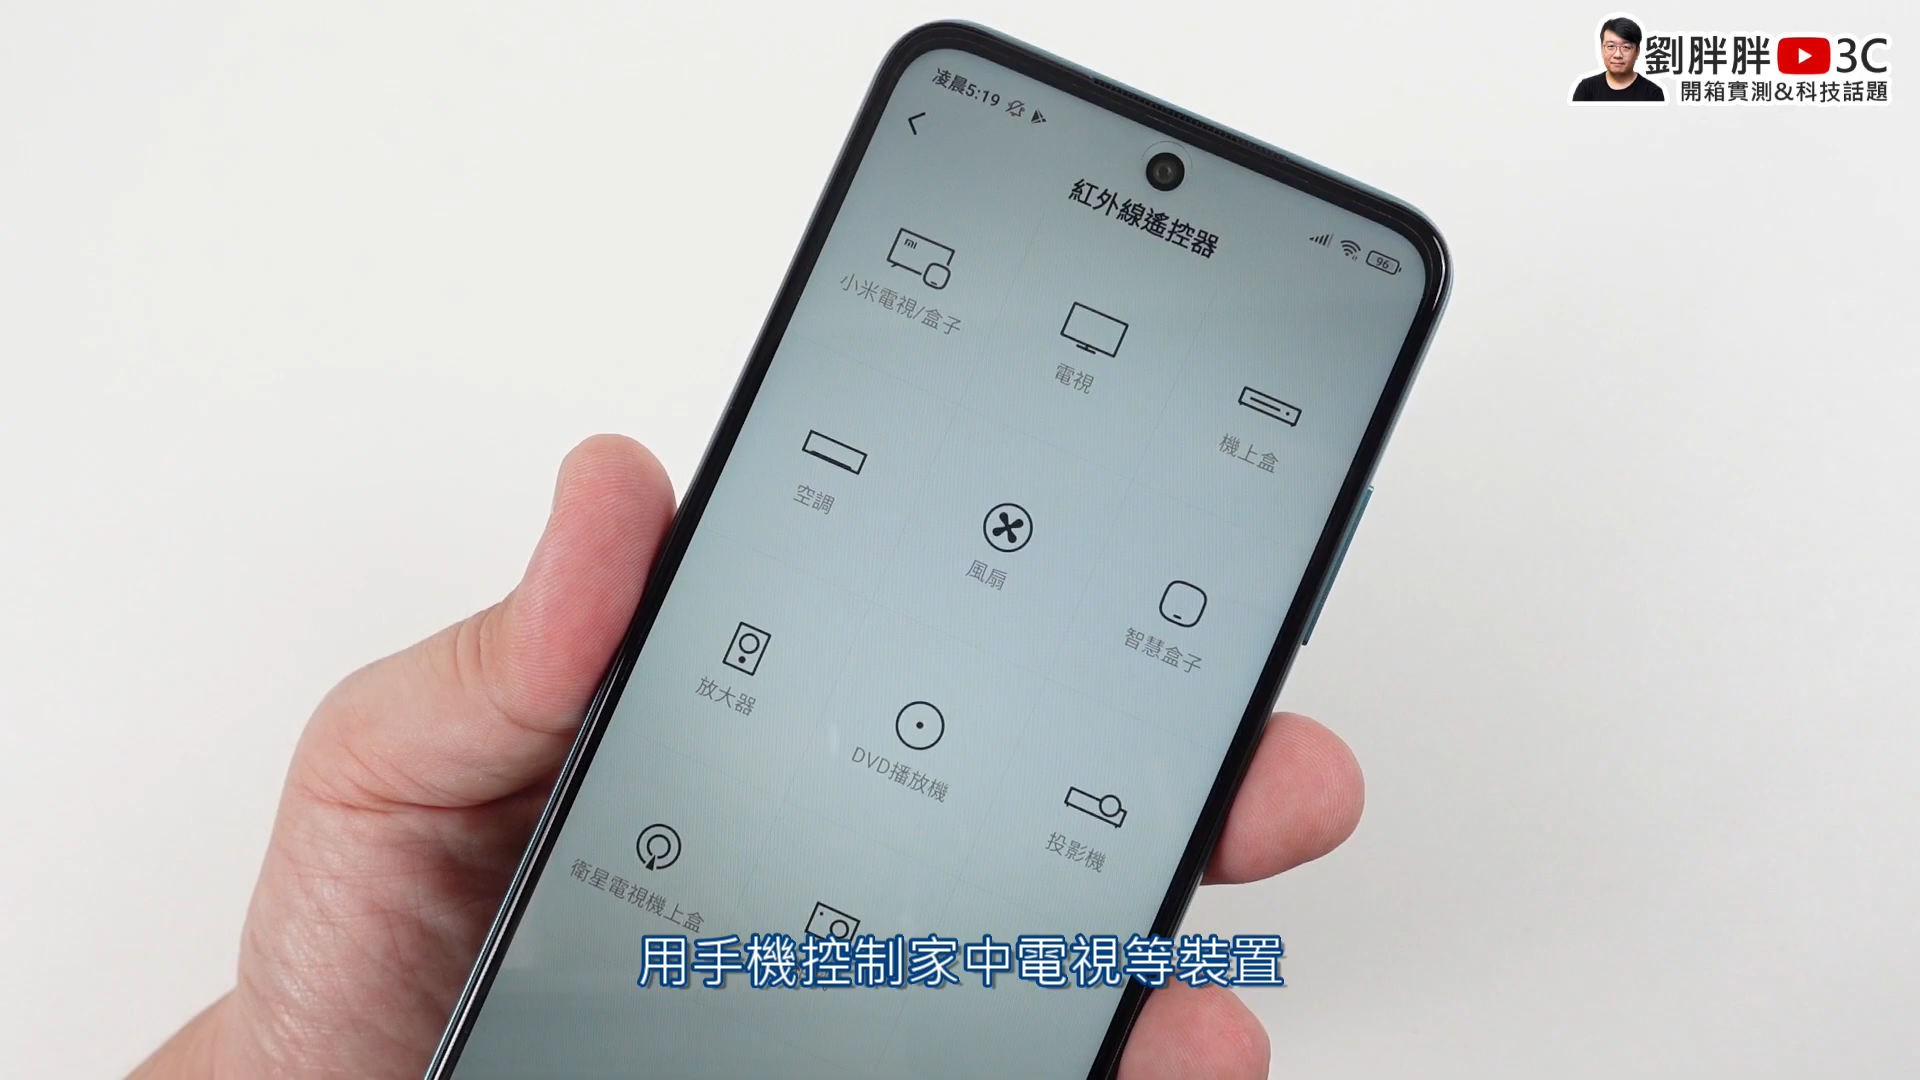 劉胖胖 3C
開箱實測&科技話題
凌晨5:19
96
紅外線遙控器
mi
小米電視/盒子
電視
機上盒
空調
風扇
智慧盒子
放大器
DVD播放機
投影機
衛星電視機上盒
用手機控制家中電視等裝置